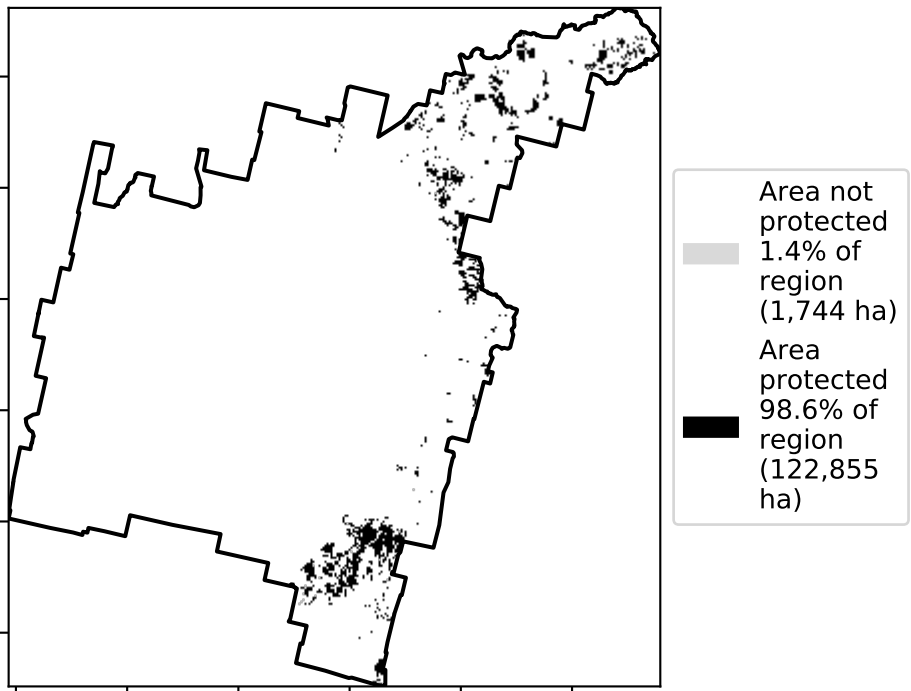 Area not
protected
1.4% of
region
(1,744 ha)
Area
protected
98.6% of
region
(122,855
ha)